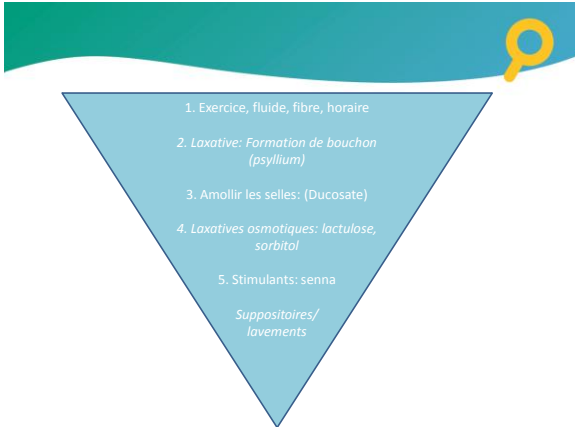 1. Exercice, fluide, fibre, horaire
2. Laxative: Formation de bouchon
(psyllium)
3. Amollir les selles: (Ducosate)
4. Laxatives osmotiques: lactulose,
sorbitol
5. Stimulants: senna
Suppositoires/
lavements